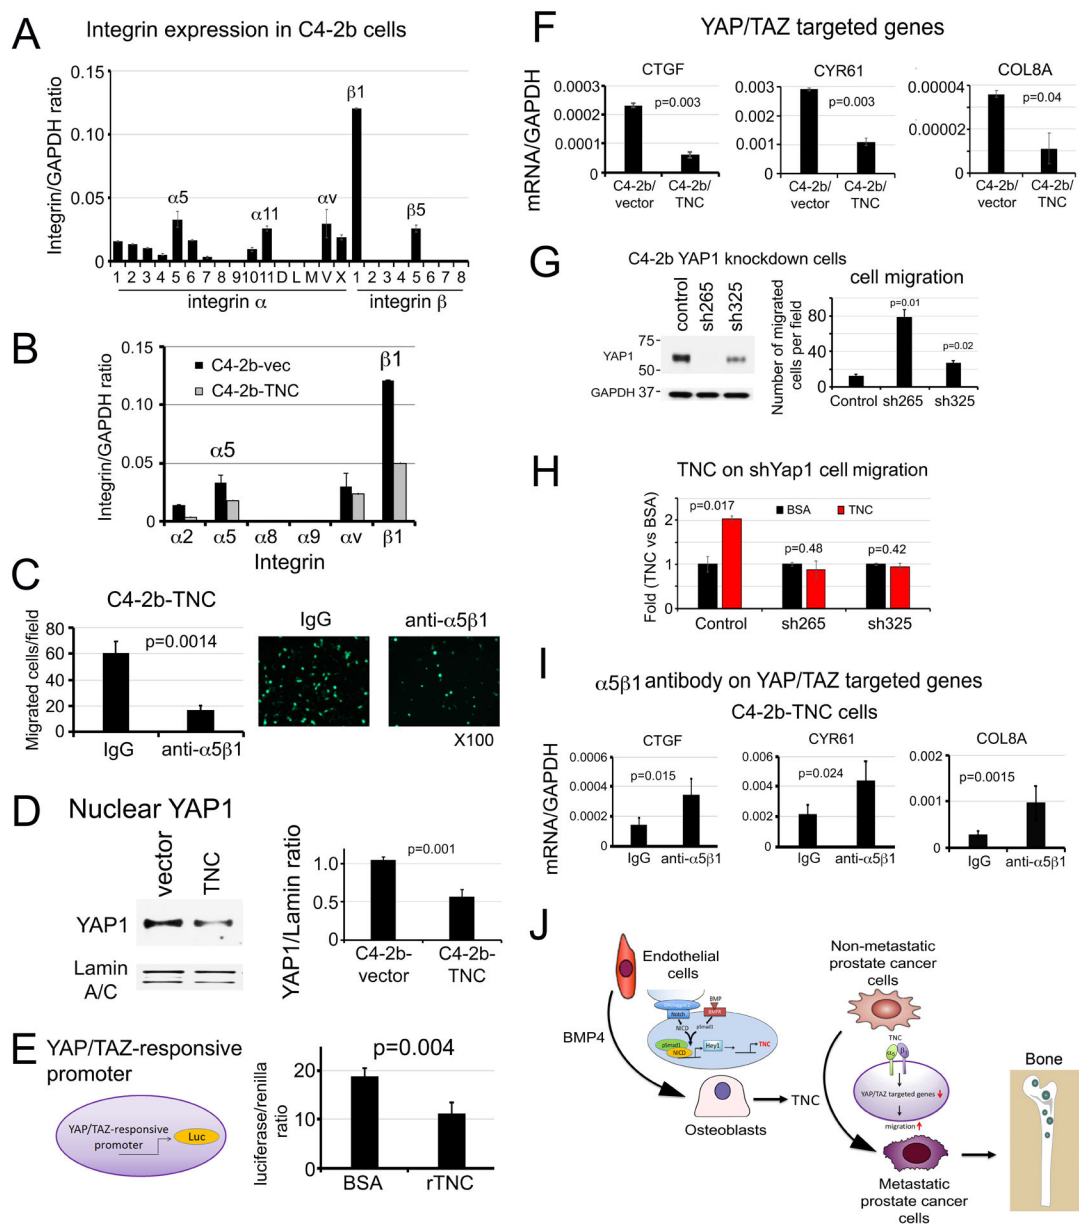 A
Integrin expression in C4-2b cells
Integrin/GAPDH ratio
0.15
0.10
0.05
0
α5
α11
αv
β1
β5
1 2 3 4 5 6 7 8 9 10 11 D L M V X 1 2 3 4 5 6 7 8
integrin α
integrin β
B
Integrin/GAPDH ratio
0.15
0.10
0.05
0
C4-2b-vec
C4-2b-TNC
α5
β1
α2 α5 α8 α9 αv β1
Integrin
C
C4-2b-TNC
Migrated cells/field
80
60
40
20
0
p=0.0014
IgG anti-α5β1
IgG
anti-α5β1
X100
D
Nuclear YAP1
vector
TNC
YAP1
Lamin
A/C
YAP1/Lamin ratio
1.0
0.5
0
p=0.001
C4-2b-
vector
C4-2b-
TNC
E
YAP/TAZ-responsive
promoter
YAP/TAZ-responsive
promoter
Luc
luciferase/renilla
ratio
20
10
0
p=0.004
BSA rTNC
F
YAP/TAZ targeted genes
mRNA/GAPDH
CTGF
0.0003
0.0002
0.0001
0
p=0.003
C4-2b/
vector
C4-2b/
TNC
CYR61
0.003
0.002
0.001
0
p=0.003
C4-2b/
vector
C4-2b/
TNC
COL8A
0.00002
0
p=0.04
C4-2b/
vector
C4-2b/
TNC
G
C4-2b YAP1 knockdown cells
control
sh265
sh325
75
YAP1
50
GAPDH 37
cell migration
Number of migrated
cells per field
80
40
0
p=0.01
p=0.02
Control sh265 sh325
H
TNC on shYap1 cell migration
Fold (TNC vs BSA)
2
1
0
p=0.017
BSA
TNC
p=0.48
p=0.42
Control sh265 sh325
I
α5β1 antibody on YAP/TAZ targeted genes
C4-2b-TNC cells
mRNA/GAPDH
CTGF
0.0006
0.0004
0.0002
0
p=0.015
IgG anti-α5β1
CYR61
0.006
0.004
0.002
0
p=0.024
IgG anti-α5β1
COL8A
0.002
0.001
0
p=0.0015
IgG anti-α5β1
J
Endothelial
cells
BMP4
Notch
BMP
BMPR
NICD
pSmad1
pSmad1
NICD
Hey1
TNC
Osteoblasts
TNC
Non-metastatic
prostate cancer
cells
TNC
α5
β1
YAP/TAZ targeted genes
migration
Metastatic
prostate cancer
cells
Bone